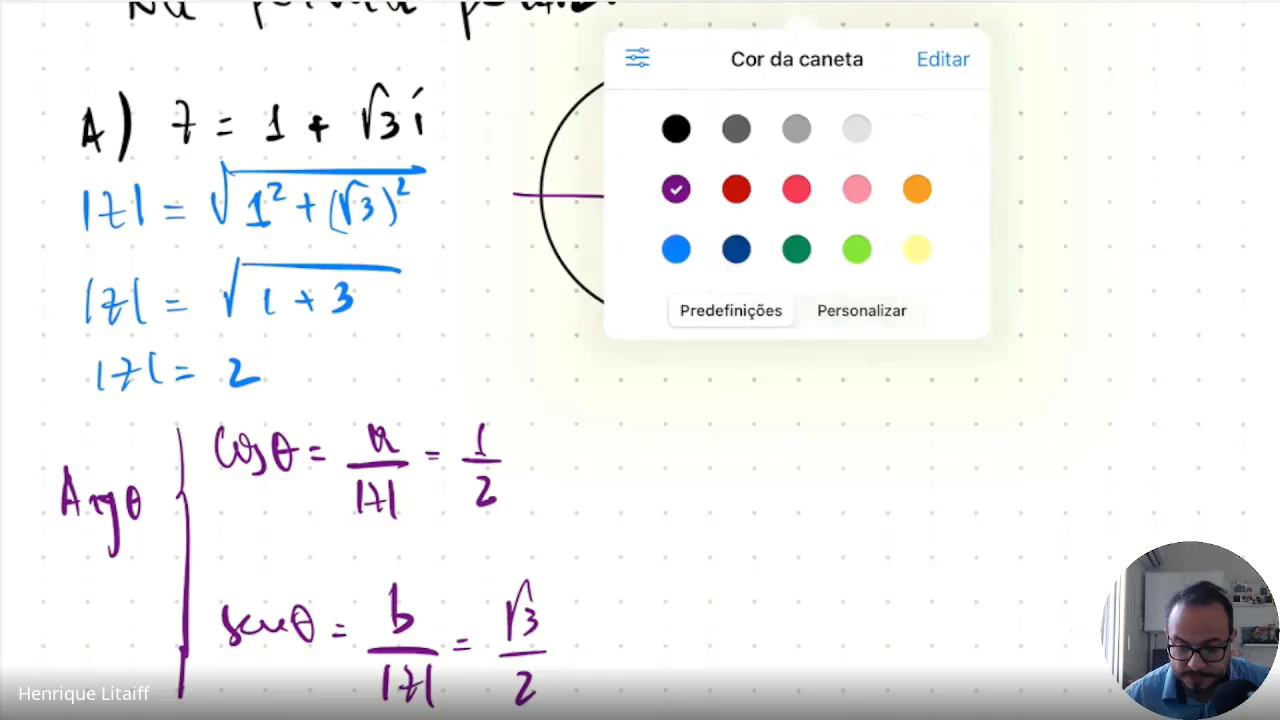 Na
A) z = 1 + √3 i
|z| = √(1² + (√3)²)
|z| = √(1 + 3)
|z| = 2
Arg θ
cos θ = a/|z| = 1/2
sen θ = b/|z| = √3/2
Cor da caneta
Editar
Predefinições
Personalizar
Henrique Litaiff